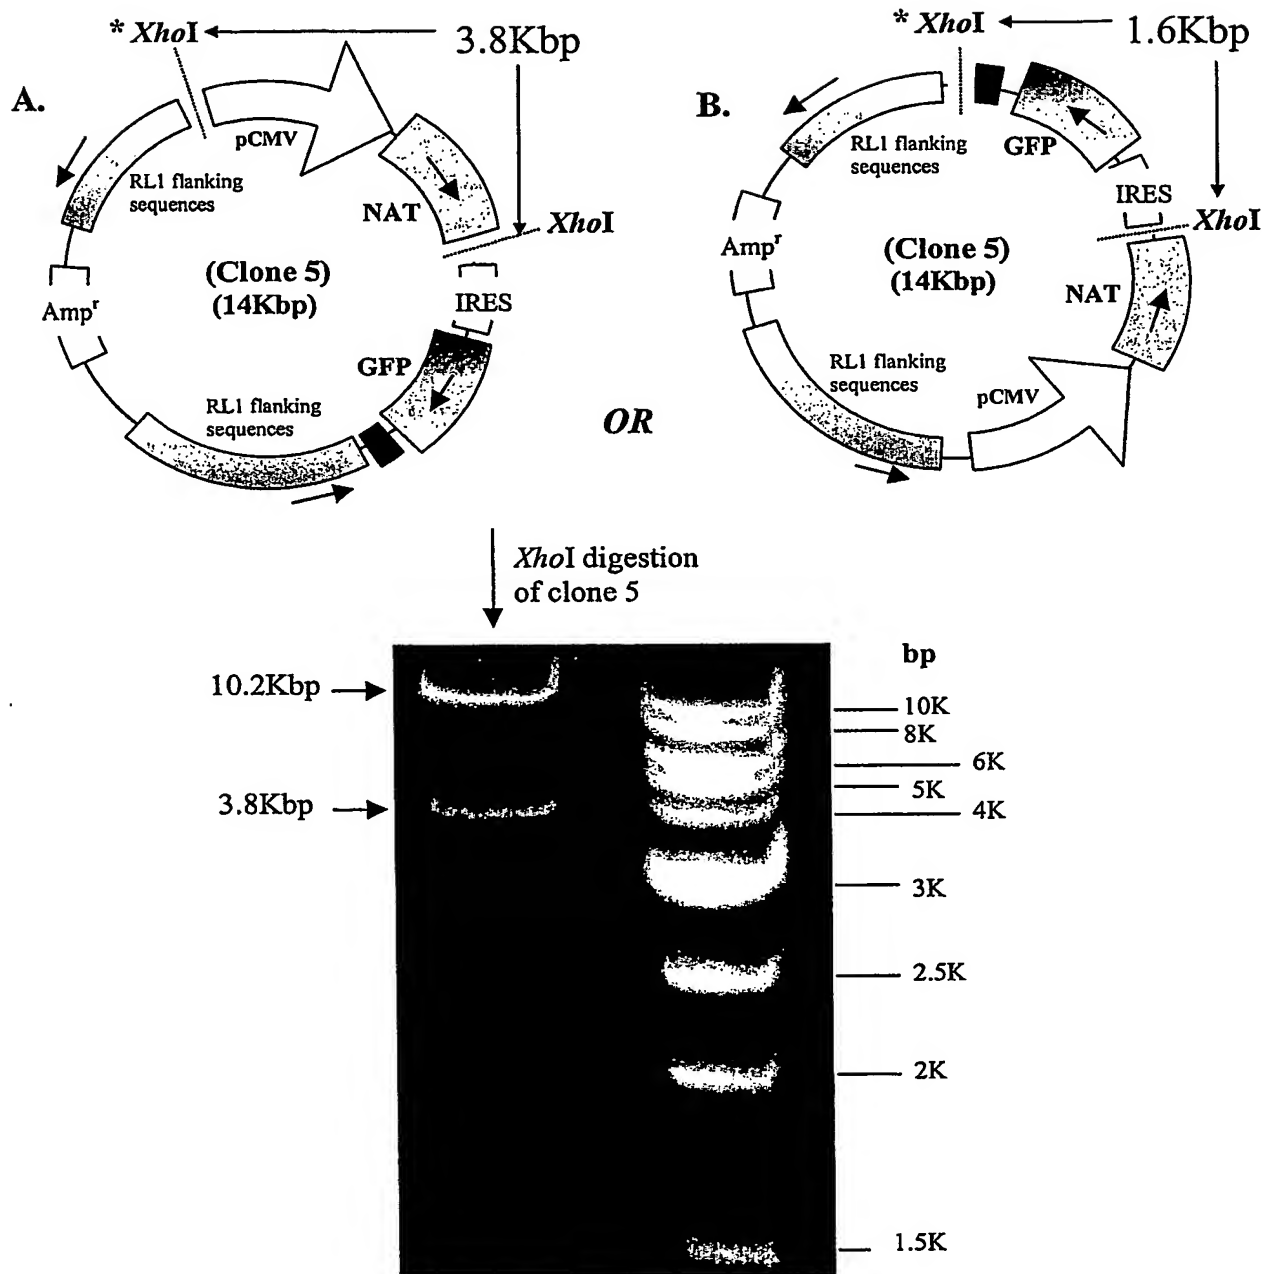 A.
* XhoI
3.8Kbp
pCMV
RL1 flanking
sequences
NAT
XhoI
(Clone 5)
(14Kbp)
Ampr
IRES
GFP
RL1 flanking
sequences
OR
B.
* XhoI
1.6Kbp
RL1 flanking
sequences
GFP
IRES
XhoI
Ampr
(Clone 5)
(14Kbp)
NAT
RL1 flanking
sequences
pCMV
XhoI digestion
of clone 5
bp
10.2Kbp
10K
8K
6K
5K
3.8Kbp
4K
3K
2.5K
2K
1.5K